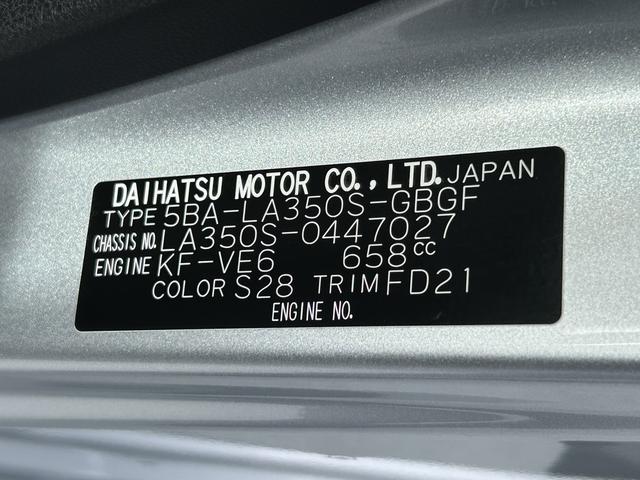 DAIHATSU MOTOR CO., LTD. JAPAN
TYPE 5BA-LA350S-GBGF
CHASSIS NO. LA350S-0447027
ENGINE KF-VE6 658cc
COLOR S28 TRIM FD21
ENGINE NO.